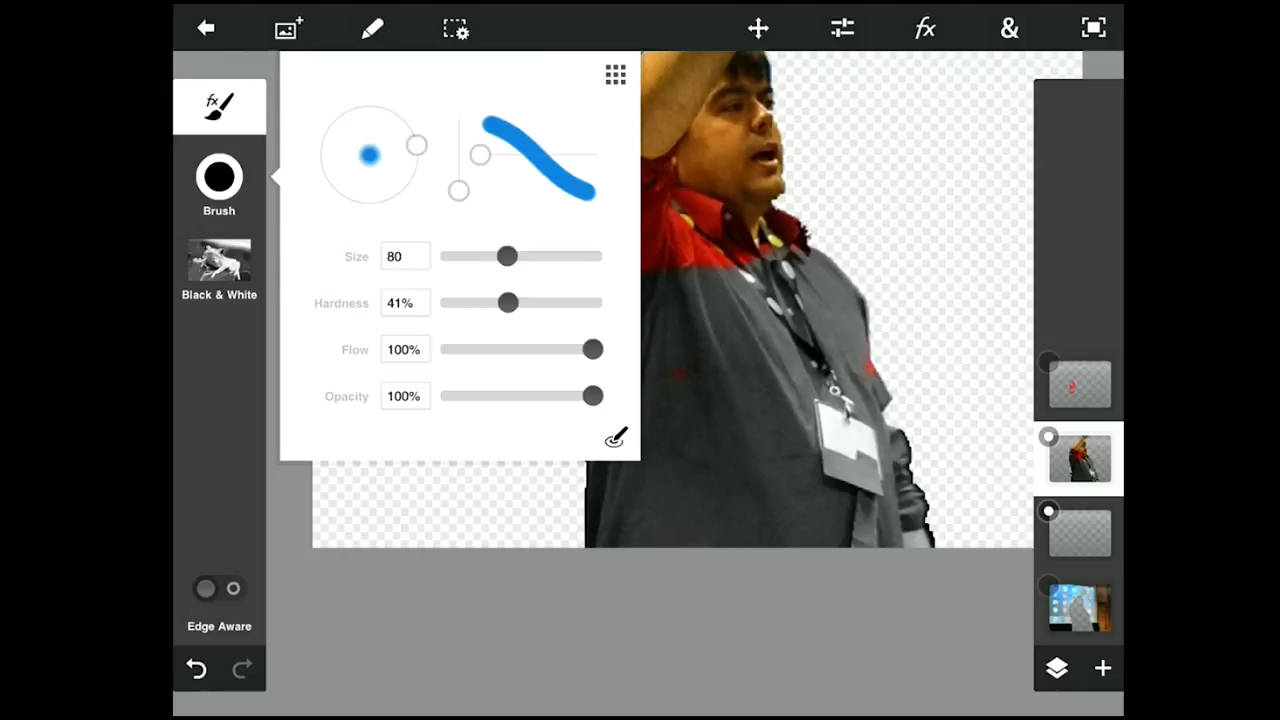 fx
&
fx
Brush
Black & White
Size 80
Hardness 41%
Flow 100%
Opacity 100%
Edge Aware